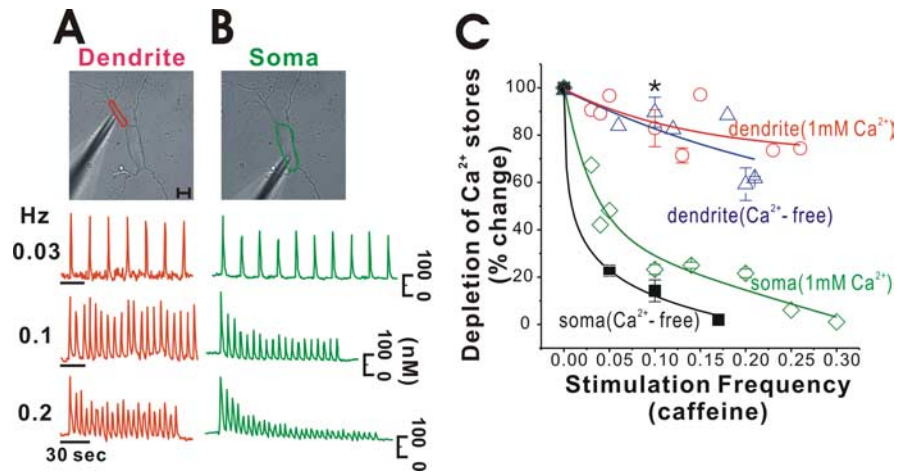 A
B
C
Dendrite
Soma
Hz
0.03
0.1
0.2
30 sec
100
0
100
0
(nM)
100
0
Depletion of Ca²⁺ stores
(% change)
100
80
60
40
20
0
*
dendrite(1mM Ca²⁺)
dendrite(Ca²⁺- free)
soma(1mM Ca²⁺)
soma(Ca²⁺- free)
0.00 0.05 0.10 0.15 0.20 0.25 0.30
Stimulation Frequency
(caffeine)